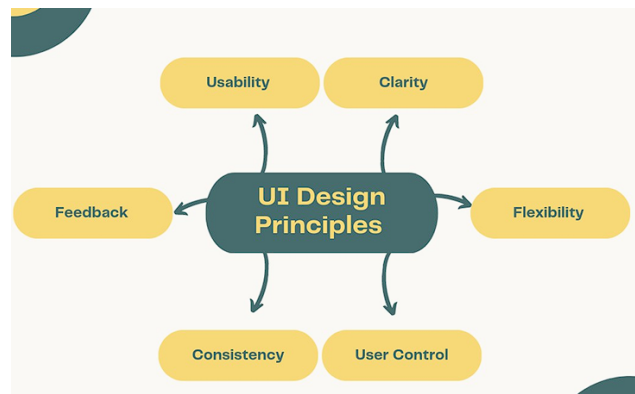 Usability
Clarity
UI Design
Principles
Feedback
Flexibility
Consistency
User Control